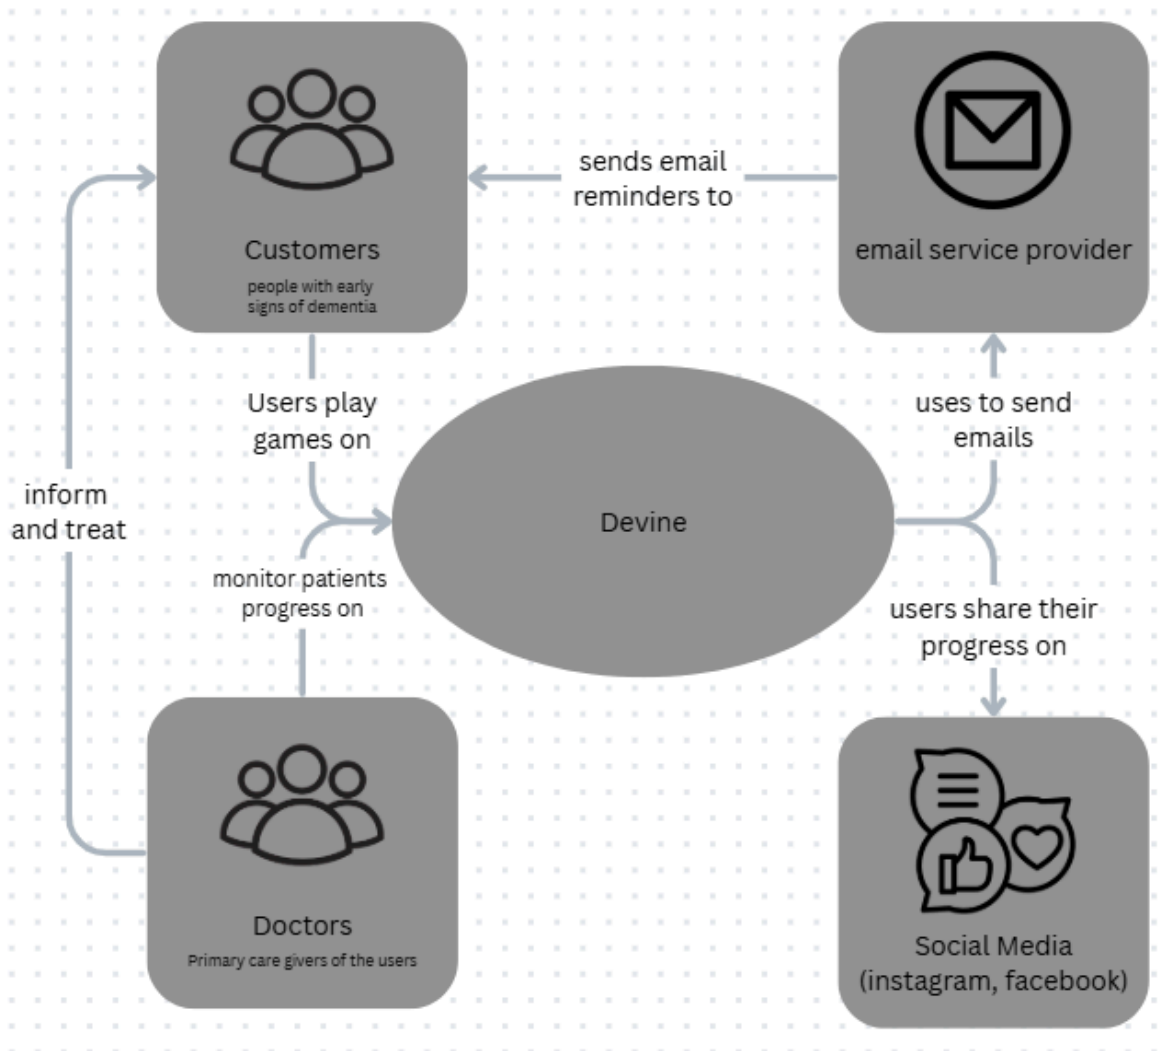 Customers
people with early
signs of dementia
sends email
reminders to
email service provider
Users play
games on
uses to send
emails
inform
and treat
Devine
monitor patients
progress on
users share their
progress on
Doctors
Primary care givers of the users
Social Media
(instagram, facebook)